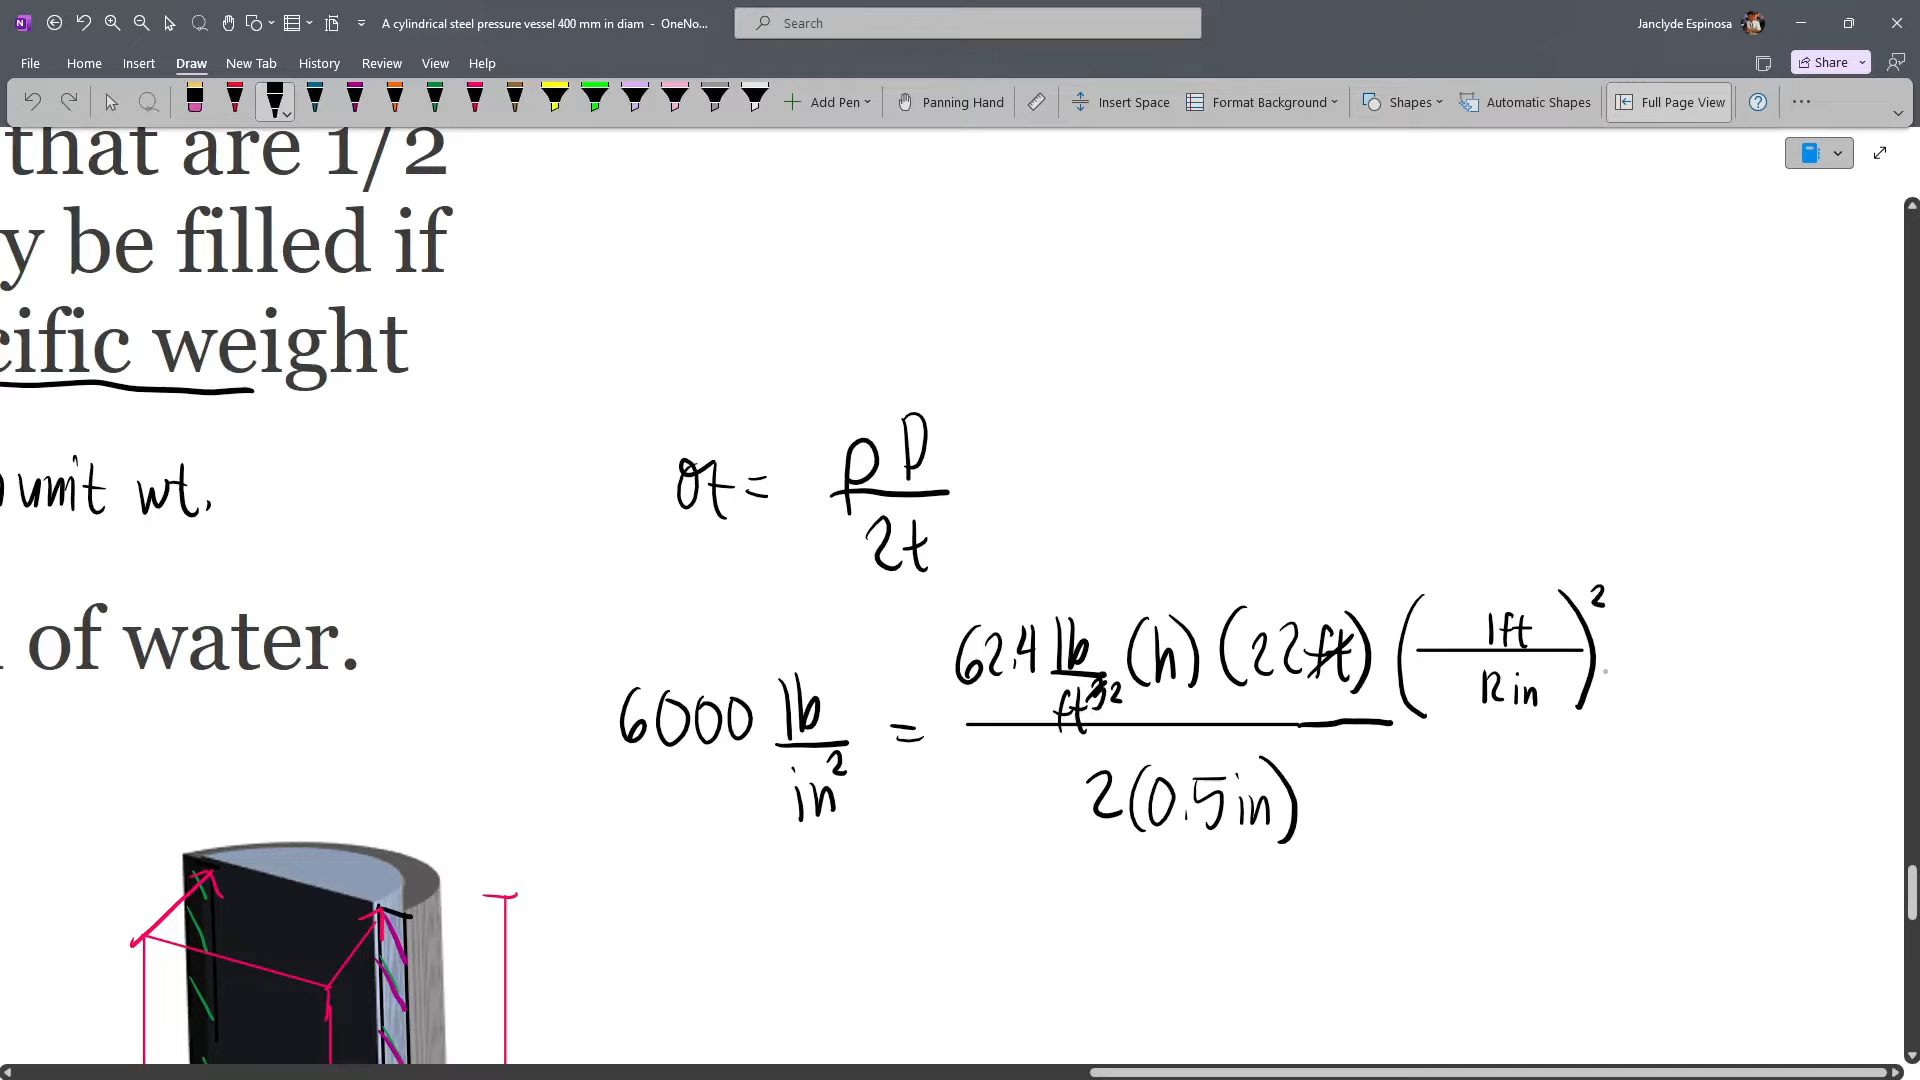 A cylindrical steel pressure vessel 400 mm in diam - OneNo...
Search
Janclyde Espinosa
File Home Insert Draw New Tab History Review View Help
Share
Add Pen Panning Hand Insert Space Format Background Shapes Automatic Shapes Full Page View
that are 1/2
y be filled if
cific weight
unit wt.
of water.
σt = pD / 2t
6000 lb/in² = 62.4 lb/ft² (h) (22 ft) (1ft / 12 in)²
2(0.5 in)